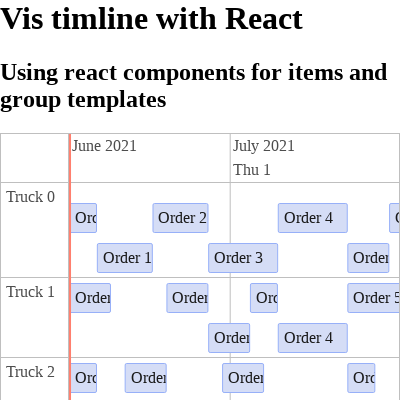 Vis timline with React
Using react components for items and
group templates
June 2021 July 2021
Thu 1
Truck 0
Ord Order 2 Order 4
Order 1 Order 3 Order
Truck 1
Order Order Ord Order 5
Order Order 4
Truck 2
Ord Order Order Ord